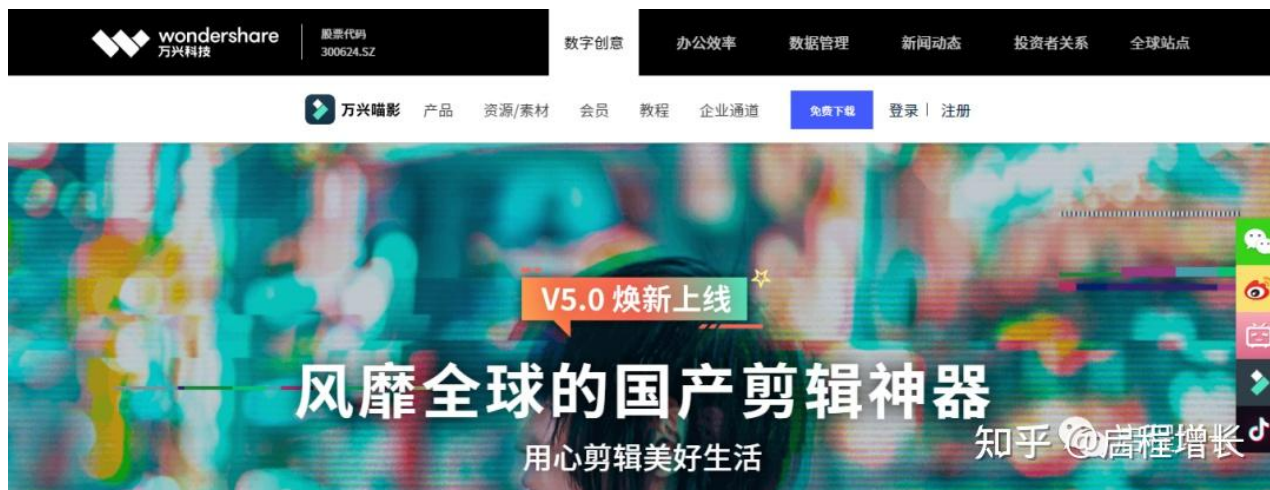 wondershare
万兴科技
股票代码
300624.SZ
数字创意 办公效率 数据管理 新闻动态 投资者关系 全球站点
万兴喵影 产品 资源/素材 会员 教程 企业通道 免费下载 登录 | 注册
V5.0 焕新上线
风靡全球的国产剪辑神器
用心剪辑美好生活
知乎 @启程增长